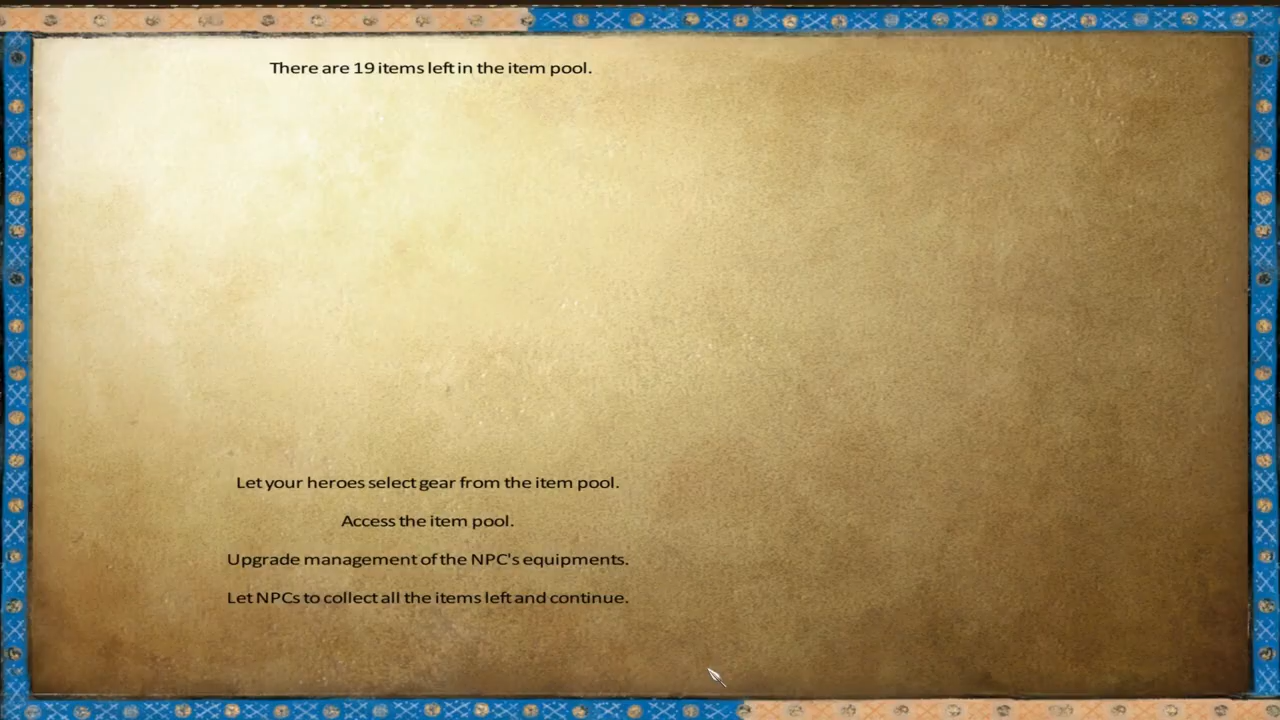 There are 19 items left in the item pool.
Let your heroes select gear from the item pool.
Access the item pool.
Upgrade management of the NPC's equipments.
Let NPCs to collect all the items left and continue.